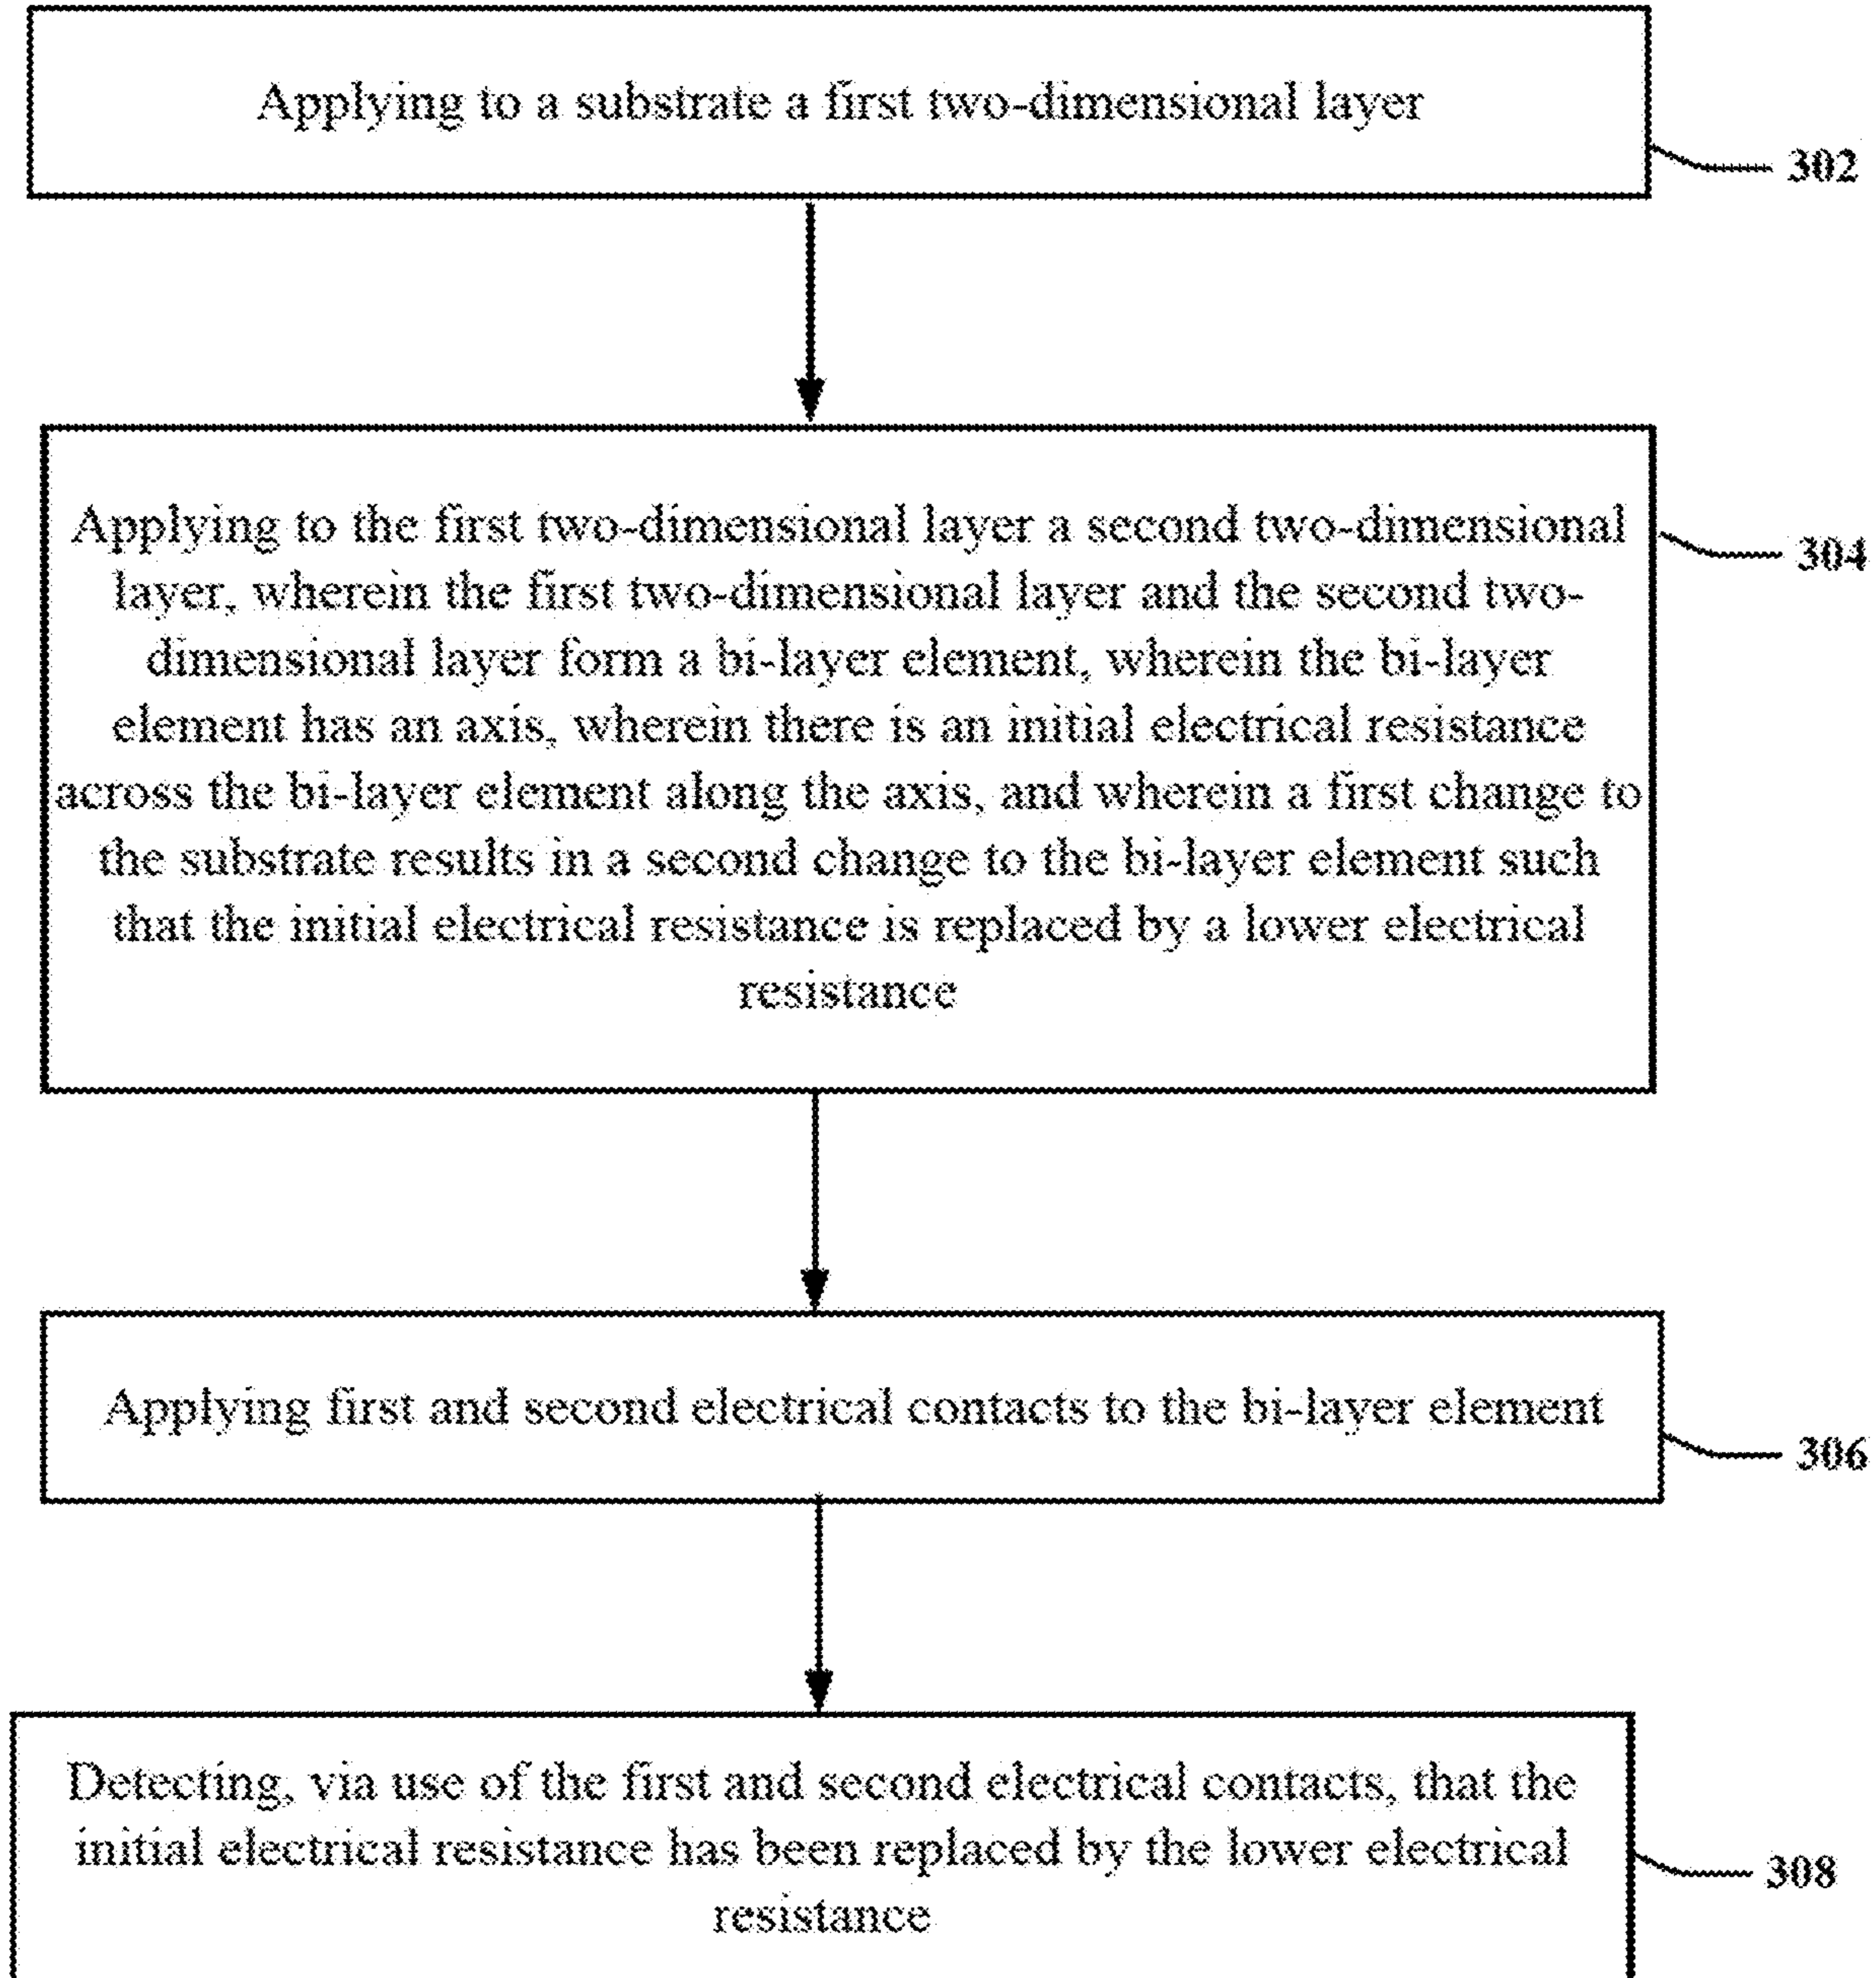 Applying to a substrate a first two-dimensional layer
302
Applying to the first two-dimensional layer a second two-dimensional
layer, wherein the first two-dimensional layer and the second two-
dimensional layer form a bi-layer element, wherein the bi-layer
element has an axis, wherein there is an initial electrical resistance
across the bi-layer element along the axis, and wherein a first change to
the substrate results in a second change to the bi-layer element such
that the initial electrical resistance is replaced by a lower electrical
resistance
304
Applying first and second electrical contacts to the bi-layer element
306
Detecting, via use of the first and second electrical contacts, that the
initial electrical resistance has been replaced by the lower electrical
resistance
308